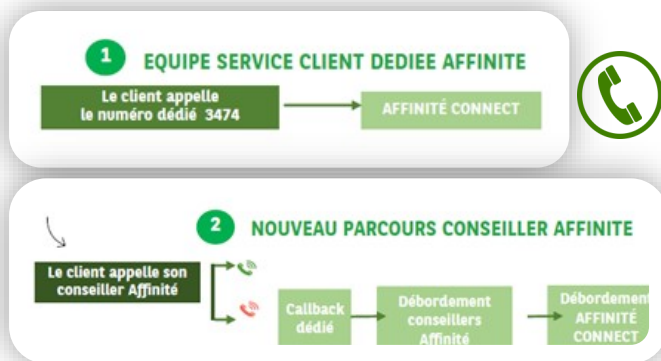 1 EQUIPE SERVICE CLIENT DEDIEE AFFINITE
Le client appelle
le numéro dédié 3474
AFFINITÉ CONNECT
2 NOUVEAU PARCOURS CONSEILLER AFFINITE
Le client appelle son
conseiller Affinité
Callback
dédié
Débordement
conseillers
Affinité
Débordement
AFFINITÉ
CONNECT